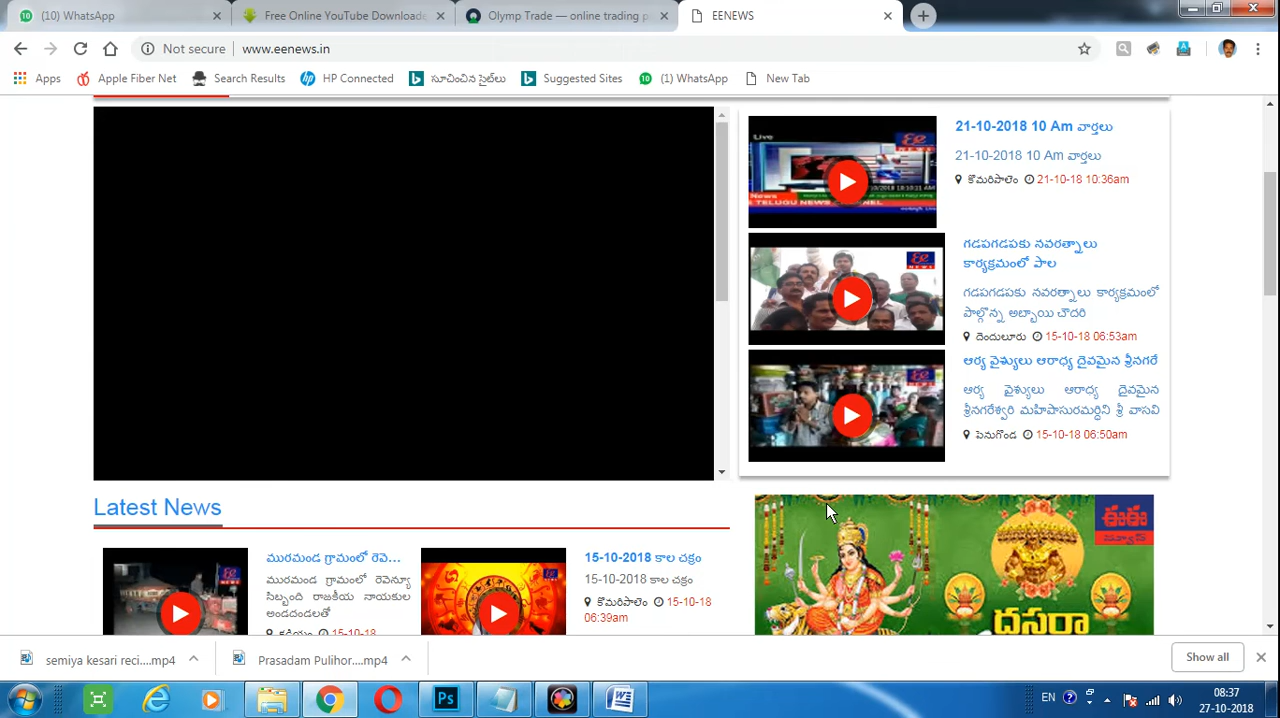 (10) WhatsApp
Free Online YouTube Downloade
Olymp Trade — online trading p
EENEWS
Not secure
www.eenews.in
Apps
Apple Fiber Net
Search Results
HP Connected
సూచించిన సైట్‌లు
Suggested Sites
(1) WhatsApp
New Tab
Live
21-10-2018 10 Am వార్తలు
21-10-2018 10 Am వార్తలు
కొమరిపాలెం 21-10-18 10:36am
గడపగడపకు నవరత్నాలు
కార్యక్రమంలో పాల
గడపగడపకు నవరత్నాలు కార్యక్రమంలో
పాల్గొన్న అబ్బాయి చౌదరి
దెందులూరు 15-10-18 06:53am
ఆర్య వైశ్యులు ఆరాధ్య దైవమైన శ్రీనగరే
ఆర్య వైశ్యులు ఆరాధ్య దైవమైన
శ్రీనగరేశ్వరి మహిషాసురమర్ధిని శ్రీ వాసవి
పెనుగొండ 15-10-18 06:50am
Latest News
మురమండ గ్రామంలో రెవె...
మురమండ గ్రామంలో రెవెన్యూ
సిబ్బంది రాజకీయ నాయకుల
అండదండలతో
కడియం 15-10-18
15-10-2018 కాల చక్రం
15-10-2018 కాల చక్రం
కొమరిపాలెం 15-10-18
06:39am
ఈఈ
న్యూస్
దసరా
semiya kesari reci....mp4
Prasadam Pulihor....mp4
Show all
EN
08:37
27-10-2018